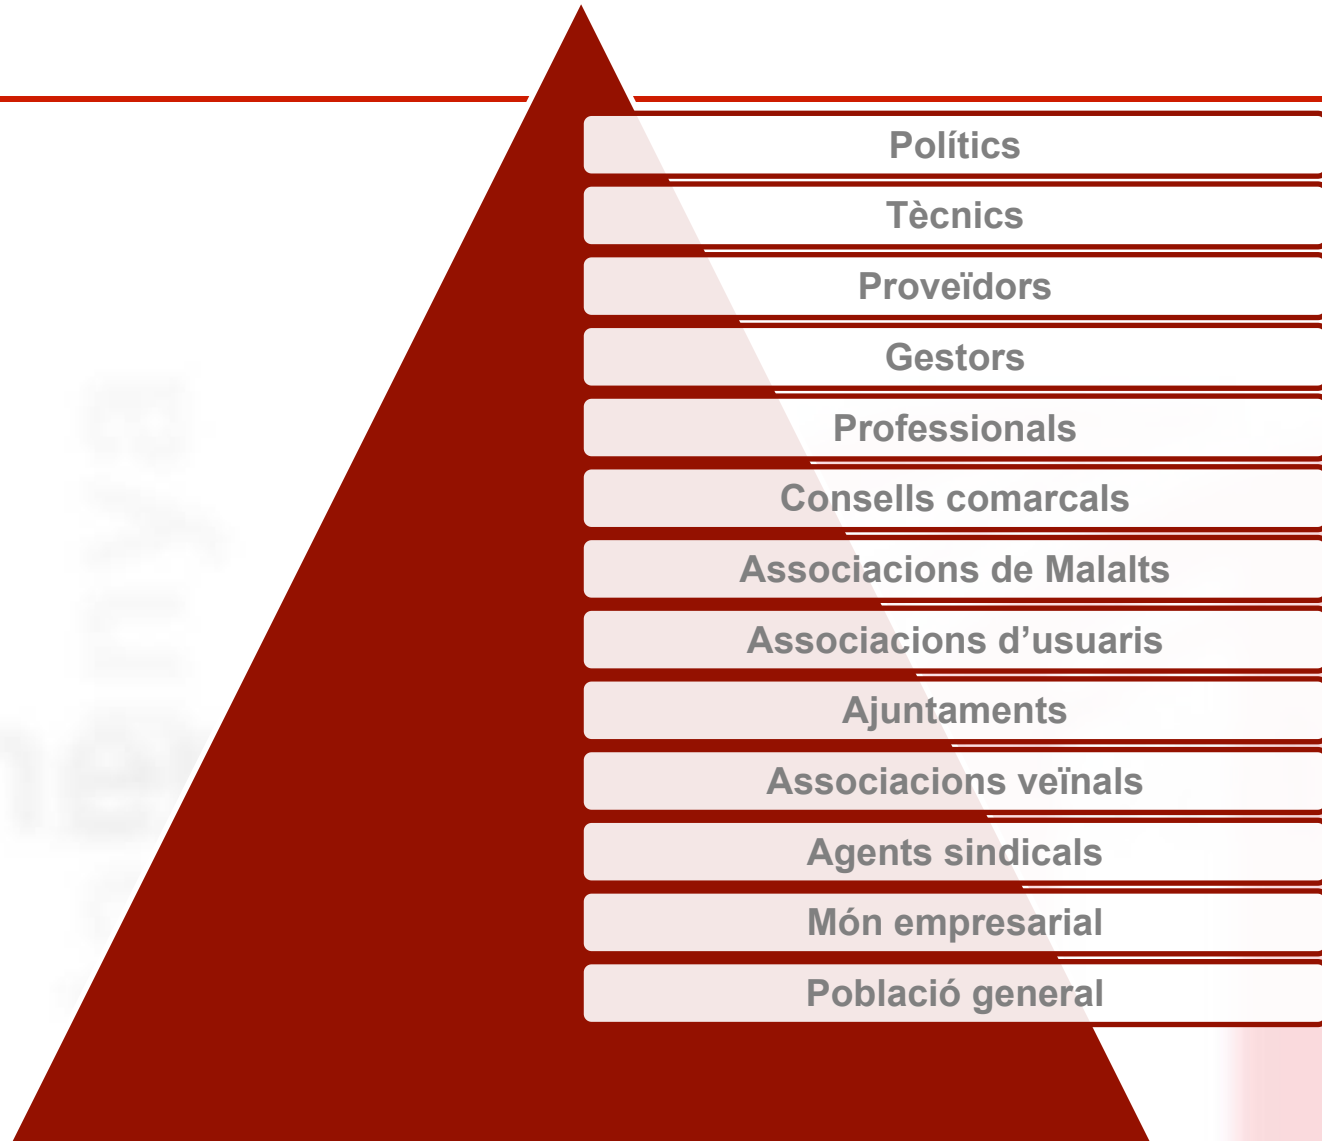 Polítics
Tècnics
Proveïdors
Gestors
Professionals
Consells comarcals
Associacions de Malalts
Associacions d’usuaris
Ajuntaments
Associacions veïnals
Agents sindicals
Món empresarial
Població general